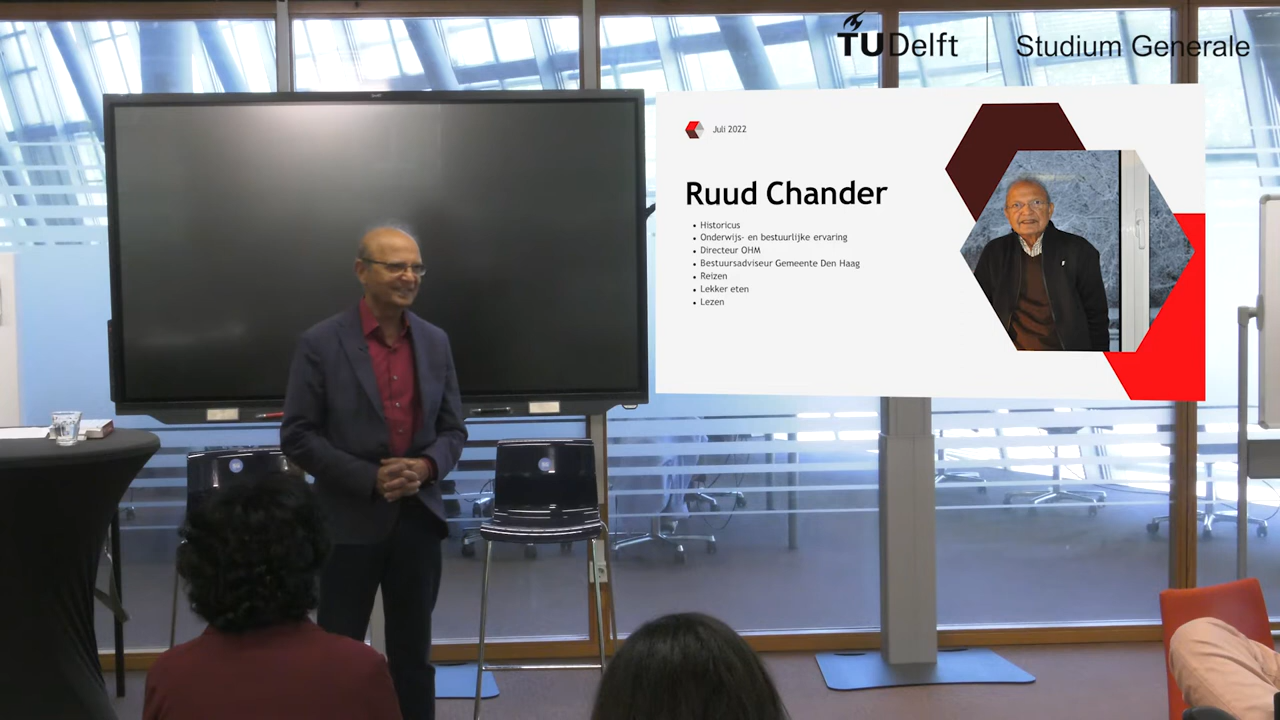 TU Delft
Studium Generale
Juli 2022
Ruud Chander
• Historicus
• Onderwijs- en bestuurlijke ervaring
• Directeur OHM
• Bestuursadviseur Gemeente Den Haag
• Reizen
• Lekker eten
• Lezen